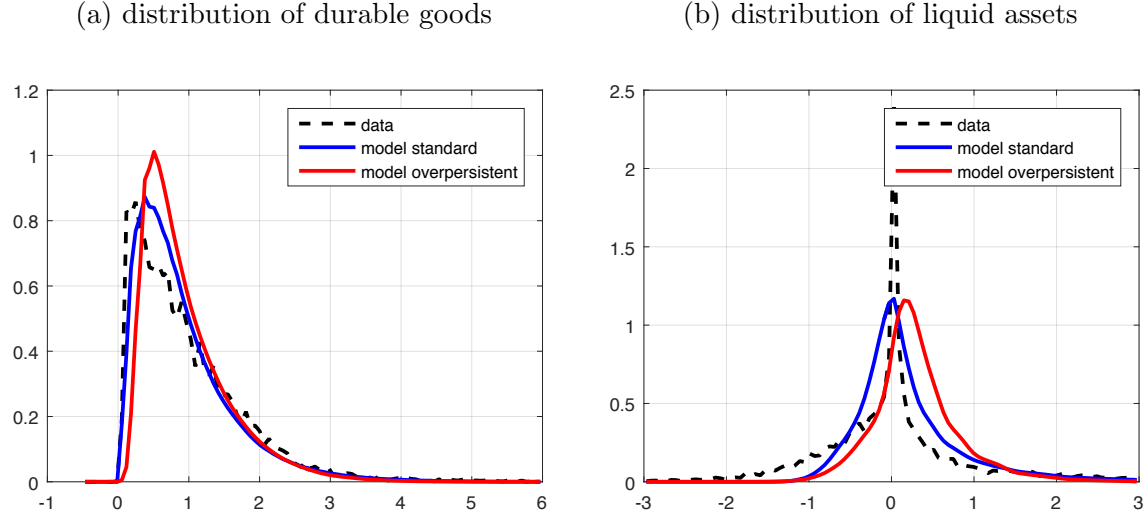 (a) distribution of durable goods
1.2
1
0.8
0.6
0.4
0.2
0
-1 0 1 2 3 4 5 6
data
model standard
model overpersistent
(b) distribution of liquid assets
2.5
2
1.5
1
0.5
0
-3 -2 -1 0 1 2 3
data
model standard
model overpersistent